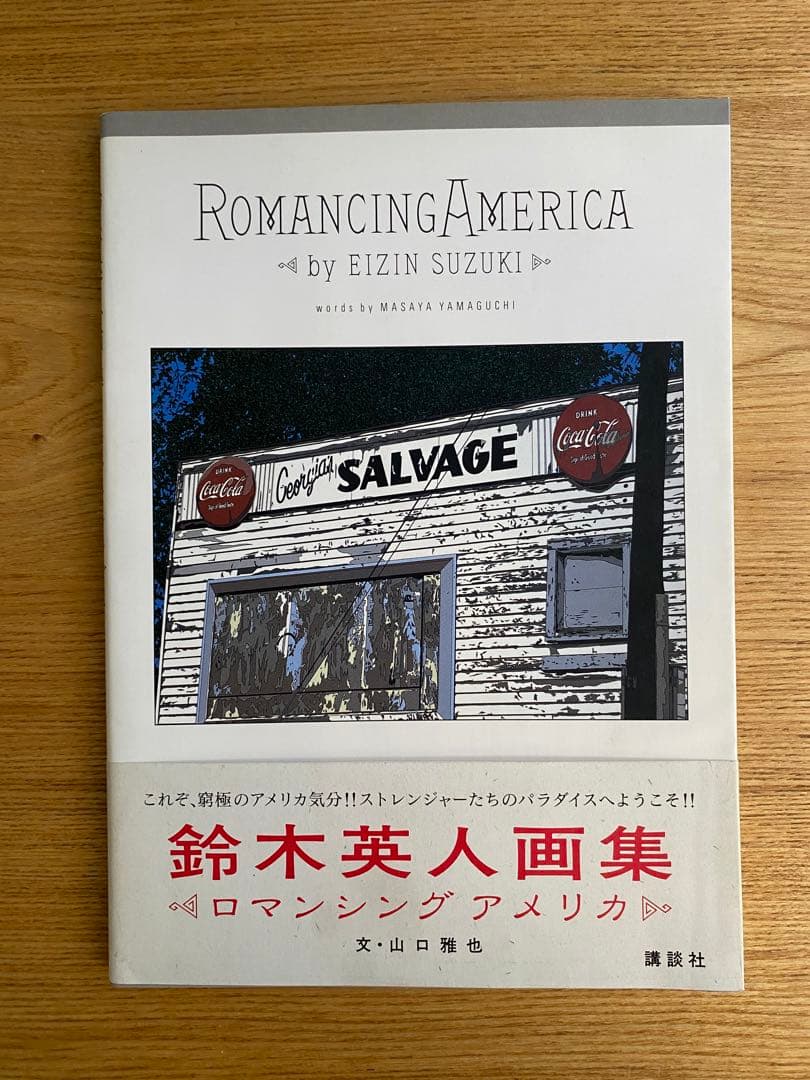 ROMANCING AMERICA
by EIZIN SUZUKI
words by MASAYA YAMAGUCHI
DRINK
Coca-Cola
Georgia's SALVAGE
DRINK
Coca-Cola
これぞ、窮極のアメリカ気分!!ストレンジャーたちのパラダイスへようこそ!!
鈴木英人画集
ロマンシング アメリカ
文・山口雅也
講談社